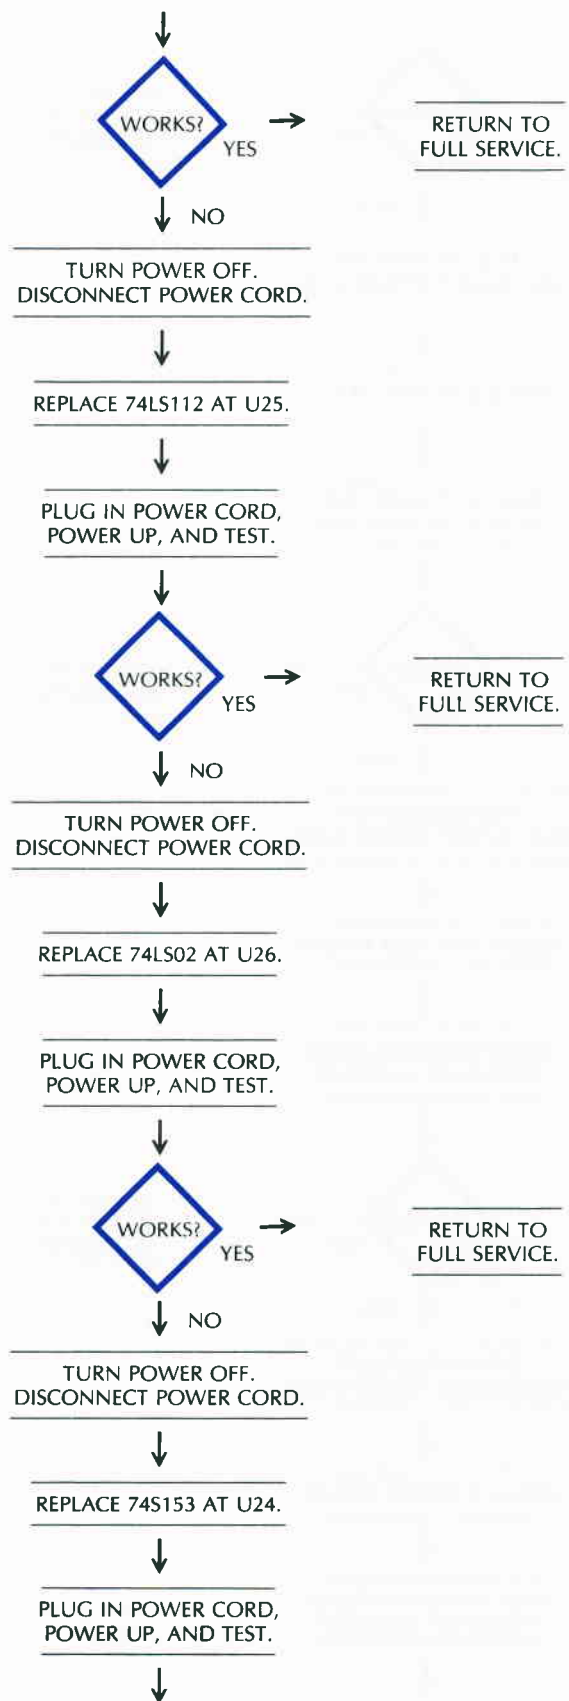 WORKS?
YES
RETURN TO
FULL SERVICE.
NO
TURN POWER OFF.
DISCONNECT POWER CORD.
REPLACE 74LS112 AT U25.
PLUG IN POWER CORD,
POWER UP, AND TEST.
WORKS?
YES
RETURN TO
FULL SERVICE.
NO
TURN POWER OFF.
DISCONNECT POWER CORD.
REPLACE 74LS02 AT U26.
PLUG IN POWER CORD,
POWER UP, AND TEST.
WORKS?
YES
RETURN TO
FULL SERVICE.
NO
TURN POWER OFF.
DISCONNECT POWER CORD.
REPLACE 74S153 AT U24.
PLUG IN POWER CORD,
POWER UP, AND TEST.